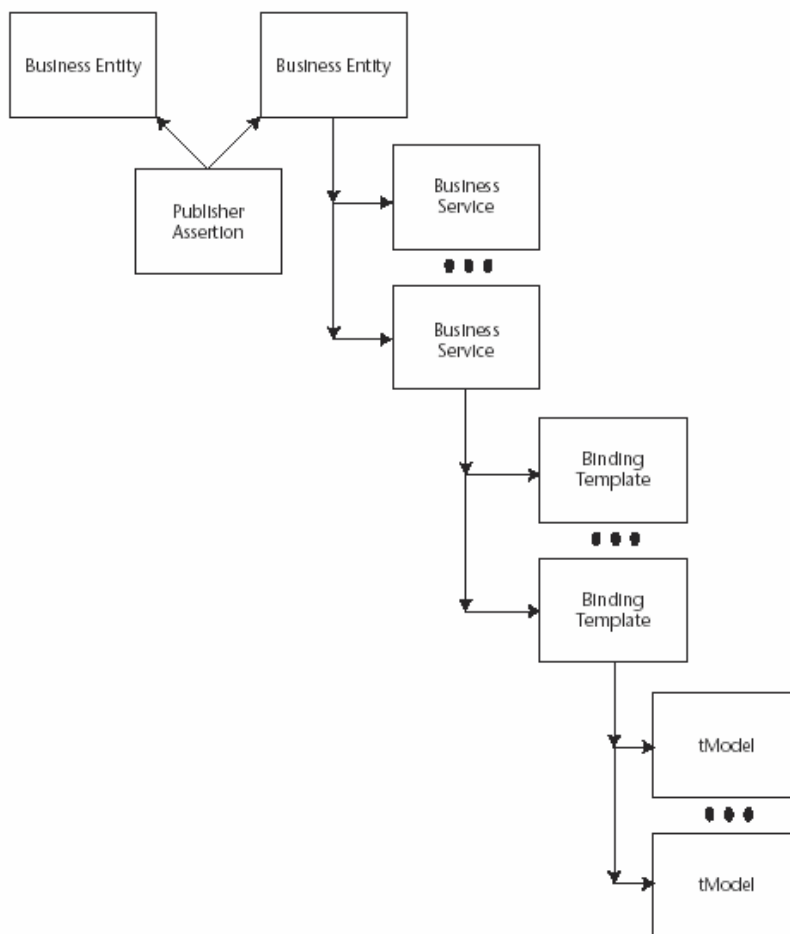 Business Entity
Business Entity
Publisher
Assertion
Business
Service
Business
Service
Binding
Template
Binding
Template
tModel
tModel